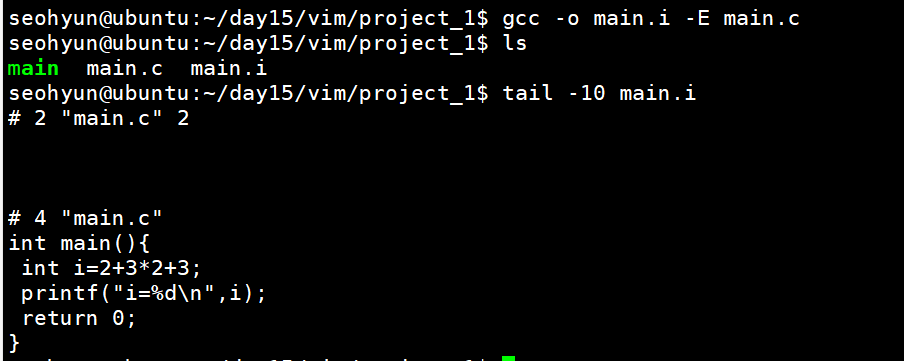 seohyun@ubuntu:~/day15/vim/project_1$ gcc -o main.i -E main.c
seohyun@ubuntu:~/day15/vim/project_1$ ls
main  main.c  main.i
seohyun@ubuntu:~/day15/vim/project_1$ tail -10 main.i
# 2 "main.c" 2
# 4 "main.c"
int main(){
 int i=2+3*2+3;
 printf("i=%d\n",i);
 return 0;
}